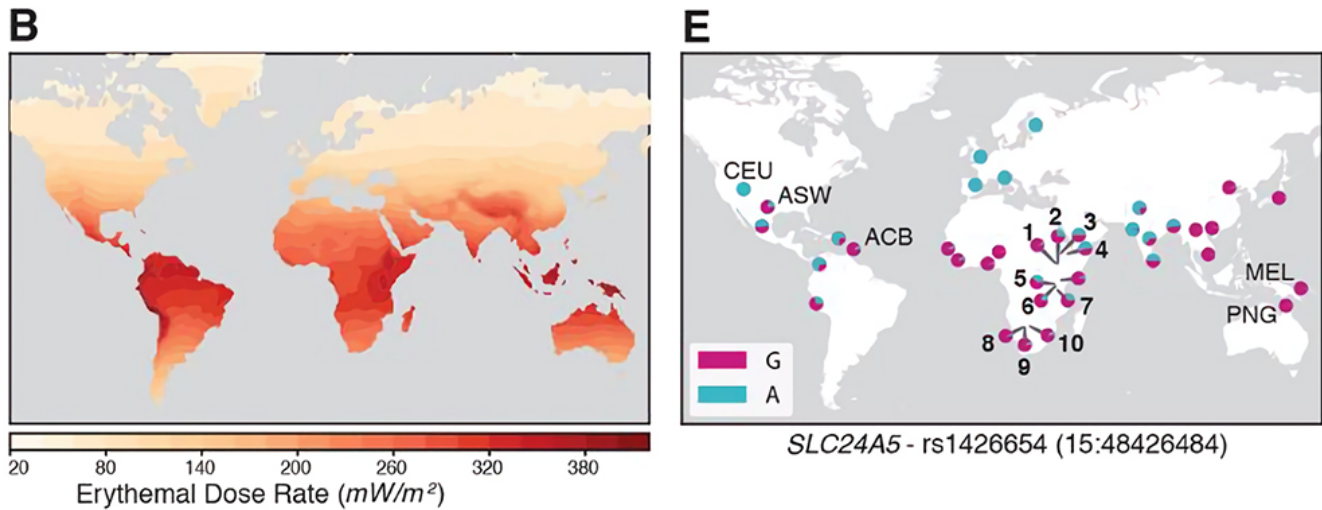 B
20 80 140 200 260 320 380
Erythemal Dose Rate (mW/m²)
E
CEU
ASW
ACB
1
2
3
4
5
6
7
8
9
10
MEL
PNG
G
A
SLC24A5 - rs1426654 (15:48426484)